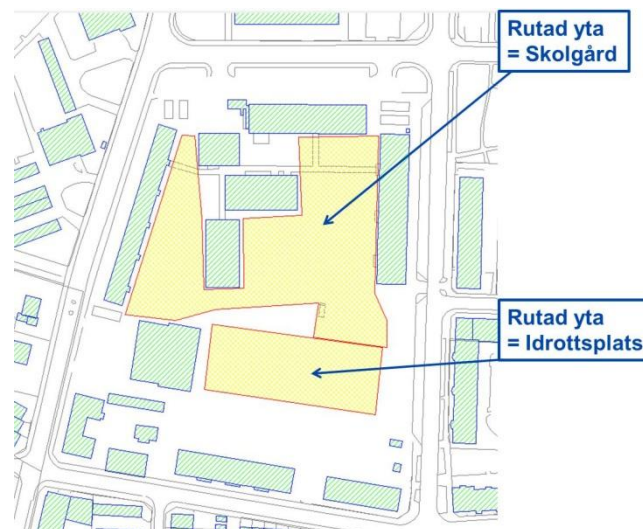 Rutad yta
= Skolgård
Rutad yta
= Idrottsplats